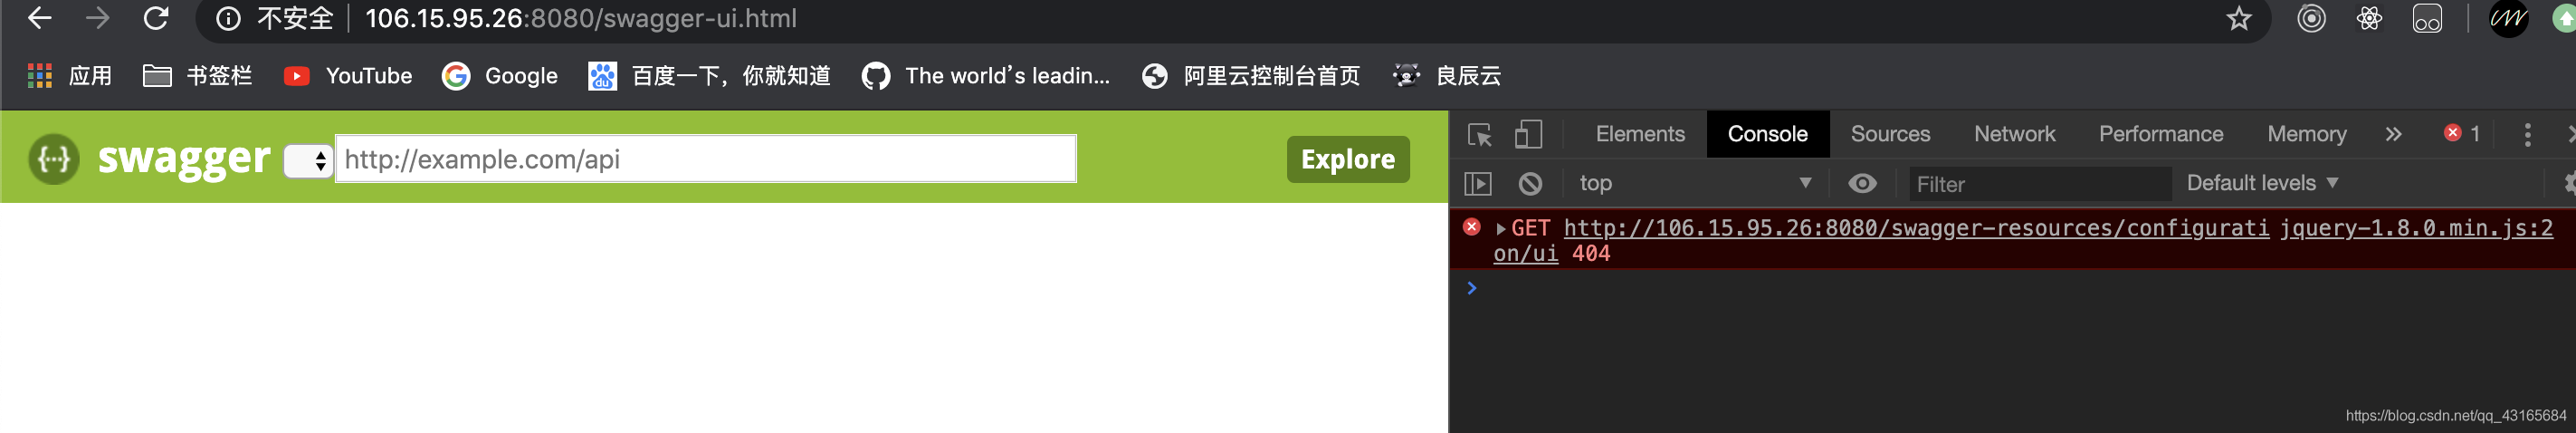 不安全 106.15.95.26:8080/swagger-ui.html
应用 书签栏 YouTube Google 百度一下，你就知道 The world's leadin... 阿里云控制台首页 良辰云
{···} swagger http://example.com/api Explore
Elements Console Sources Network Performance Memory » 1
top Filter Default levels
GET http://106.15.95.26:8080/swagger-resources/configurati jquery-1.8.0.min.js:2
on/ui 404
https://blog.csdn.net/qq_43165684